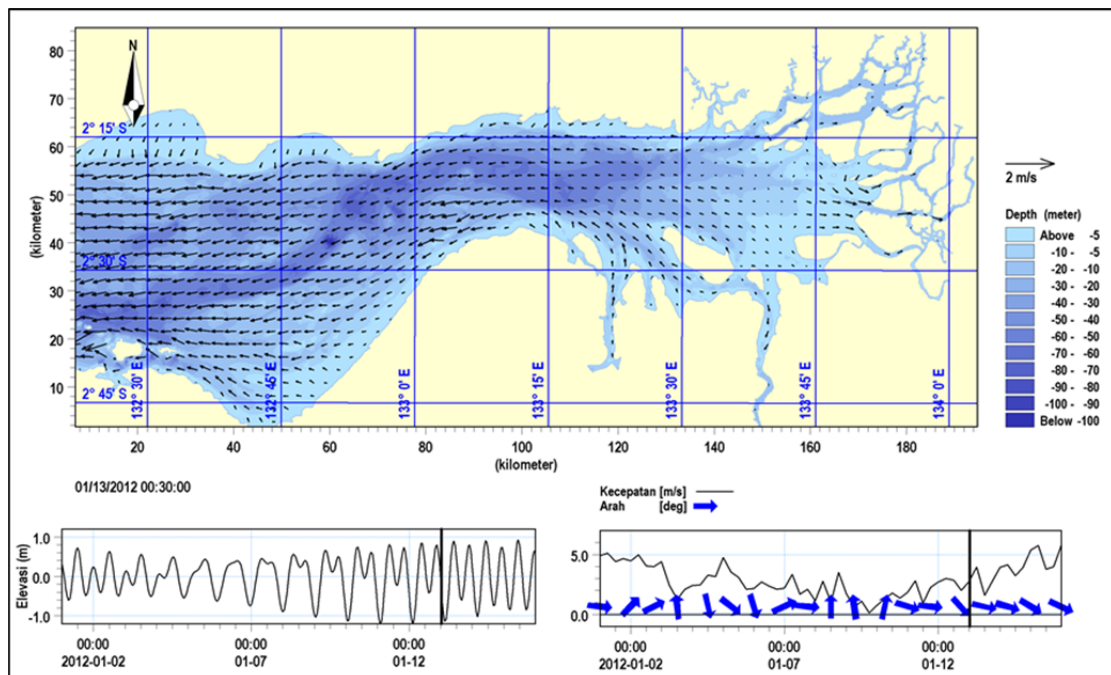 N
80
70
60
50
40
30
20
10
(kilometer)
2° 15' S
2° 30' S
2° 45' S
132° 30' E
132° 45' E
133° 0' E
133° 15' E
133° 30' E
133° 45' E
134° 0' E
20 40 60 80 100 120 140 160 180
(kilometer)
2 m/s
Depth (meter)
Above -5
-10 - -5
-20 - -10
-30 - -20
-40 - -30
-50 - -40
-60 - -50
-70 - -60
-80 - -70
-90 - -80
-100 - -90
Below -100
01/13/2012 00:30:00
Elevasi (m)
1.0
0.0
-1.0
00:00 00:00 00:00
2012-01-02 01-07 01-12
Kecepatan [m/s]
Arah [deg]
5.0
0.0
00:00 00:00 00:00
2012-01-02 01-07 01-12